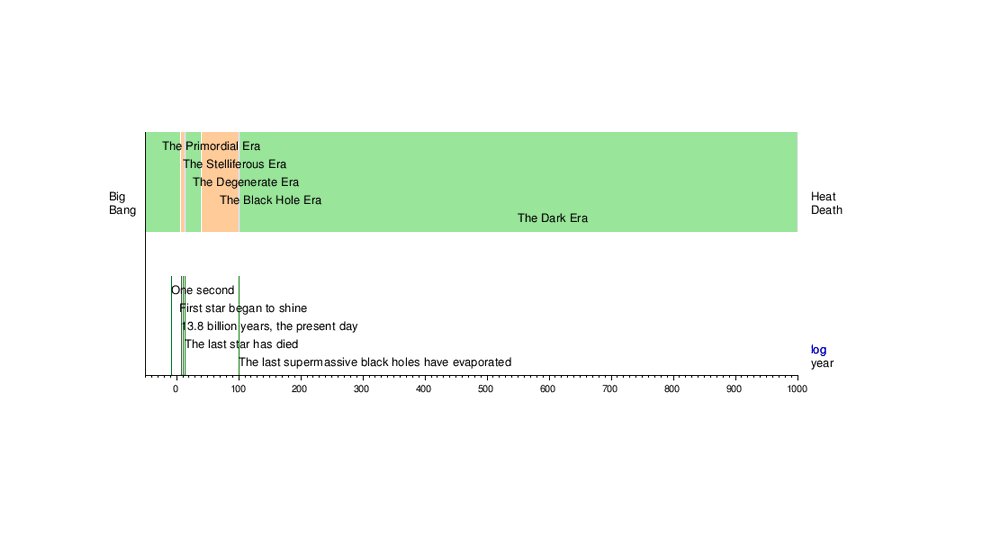 The Primordial Era
The Stelliferous Era
The Degenerate Era
The Black Hole Era
The Dark Era
Big
Bang
Heat
Death
One second
First star began to shine
13.8 billion years, the present day
The last star has died
The last supermassive black holes have evaporated
log
year
0 100 200 300 400 500 600 700 800 900 1000